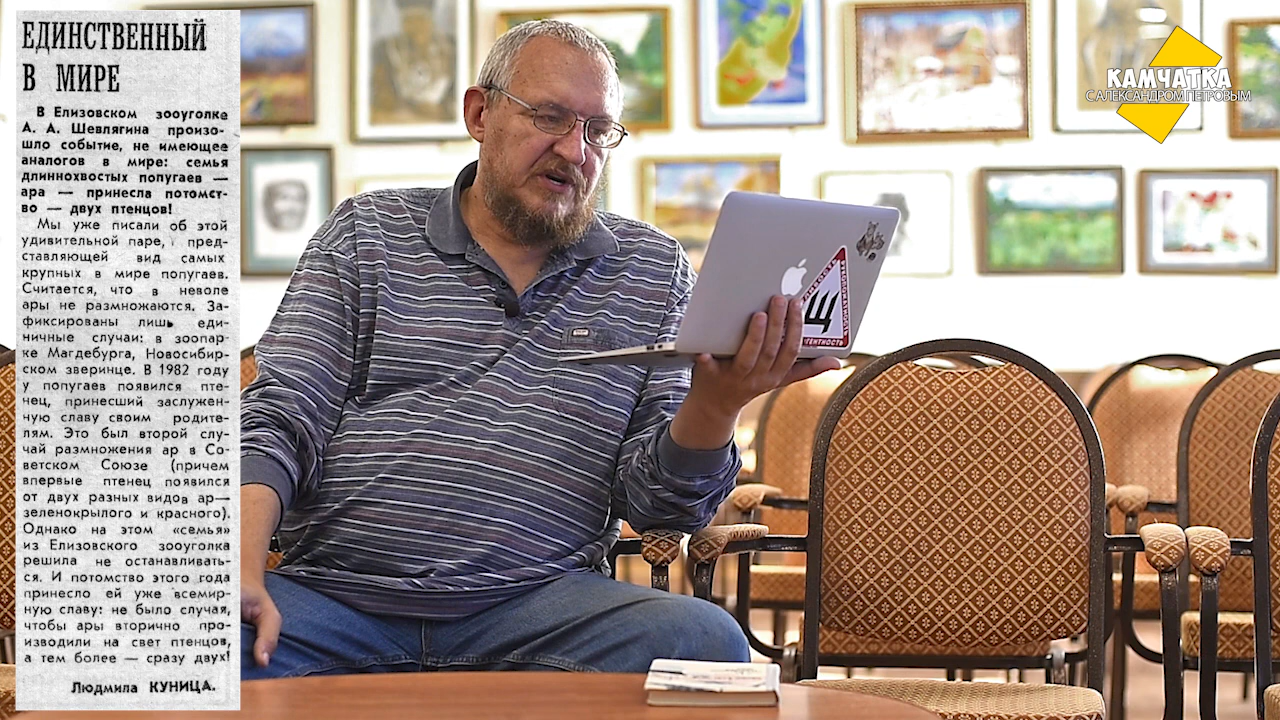 ЕДИНСТВЕННЫЙ
В МИРЕ
В Елизовском зооуголке
А. А. Шевлягина произо-
шло событие, не имеющее
аналогов в мире: семья
длиннохвостых попугаев —
ара — принесла потомст-
во — двух птенцов!
Мы уже писали об этой
удивительной паре, пред-
ставляющей вид самых
крупных в мире попугаев.
Считается, что в неволе
ары не размножаются. За-
фиксированы лишь еди-
ничные случаи: в зоопар-
ке Магдебурга, Новосибир-
ском зверинце. В 1982 году
у попугаев появился пте-
нец, принесший заслужен-
ную славу своим родите-
лям. Это был второй слу-
чай размножения ар в Со-
ветском Союзе (причем
впервые птенец появился
от двух разных видов ар—
зеленокрылого и красного).
Однако на этом «семья»
из Елизовского зооуголка
решила не останавливать-
ся. И потомство этого года
принесло ей уже всемир-
ную славу: не было случая,
чтобы ары вторично про-
изводили на свет птенцов,
а тем более — сразу двух!
Людмила КУНИЦА.
КАМЧАТКА
С АЛЕКСАНДРОМ ПЕТРОВЫМ
Щ